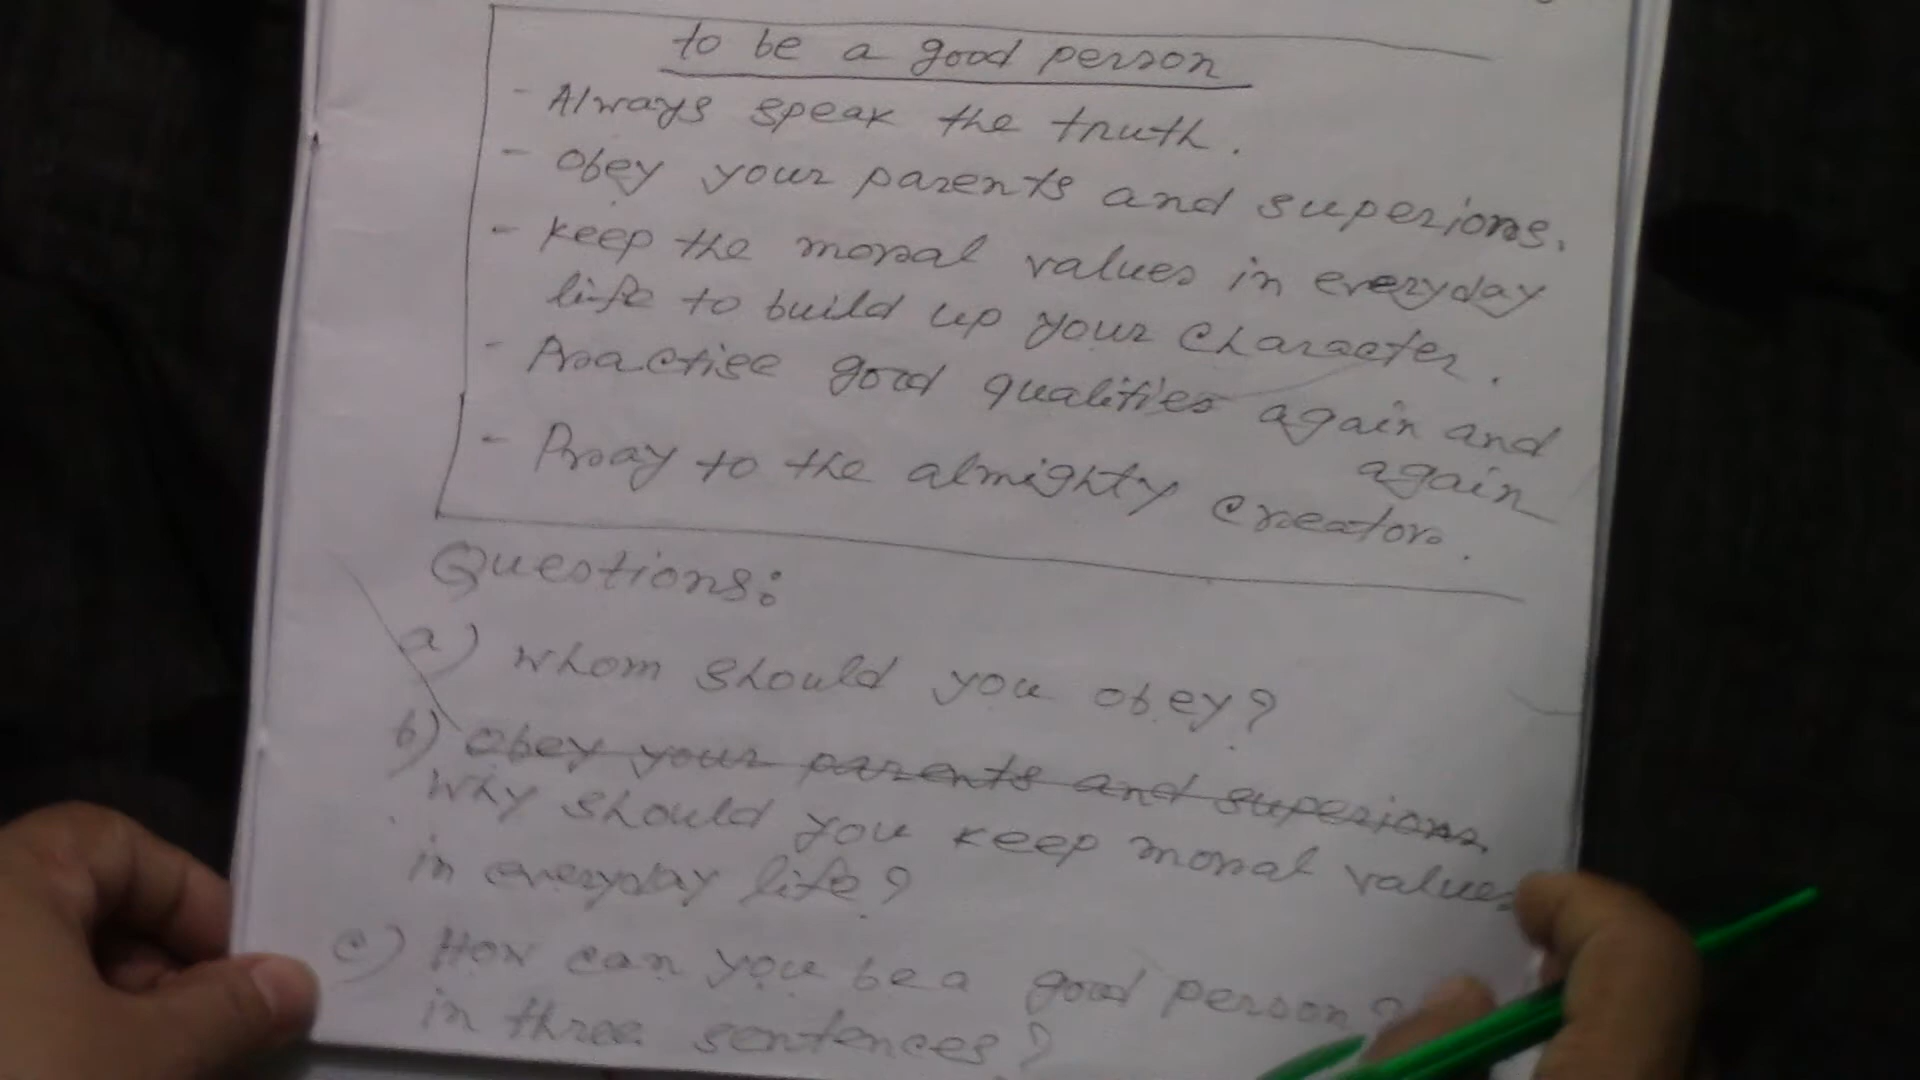 to be a good person
- Always speak the truth.
- Obey your parents and superiors.
- Keep the moral values in everyday
life to build up your character.
- Practise good qualities again and
again
- Pray to the almighty creator.
Questions:
a) Whom should you obey?
b) Obey your parents and superiors
Why should you keep moral values
in everyday life?
c) How can you be a good person?
in three sentences?